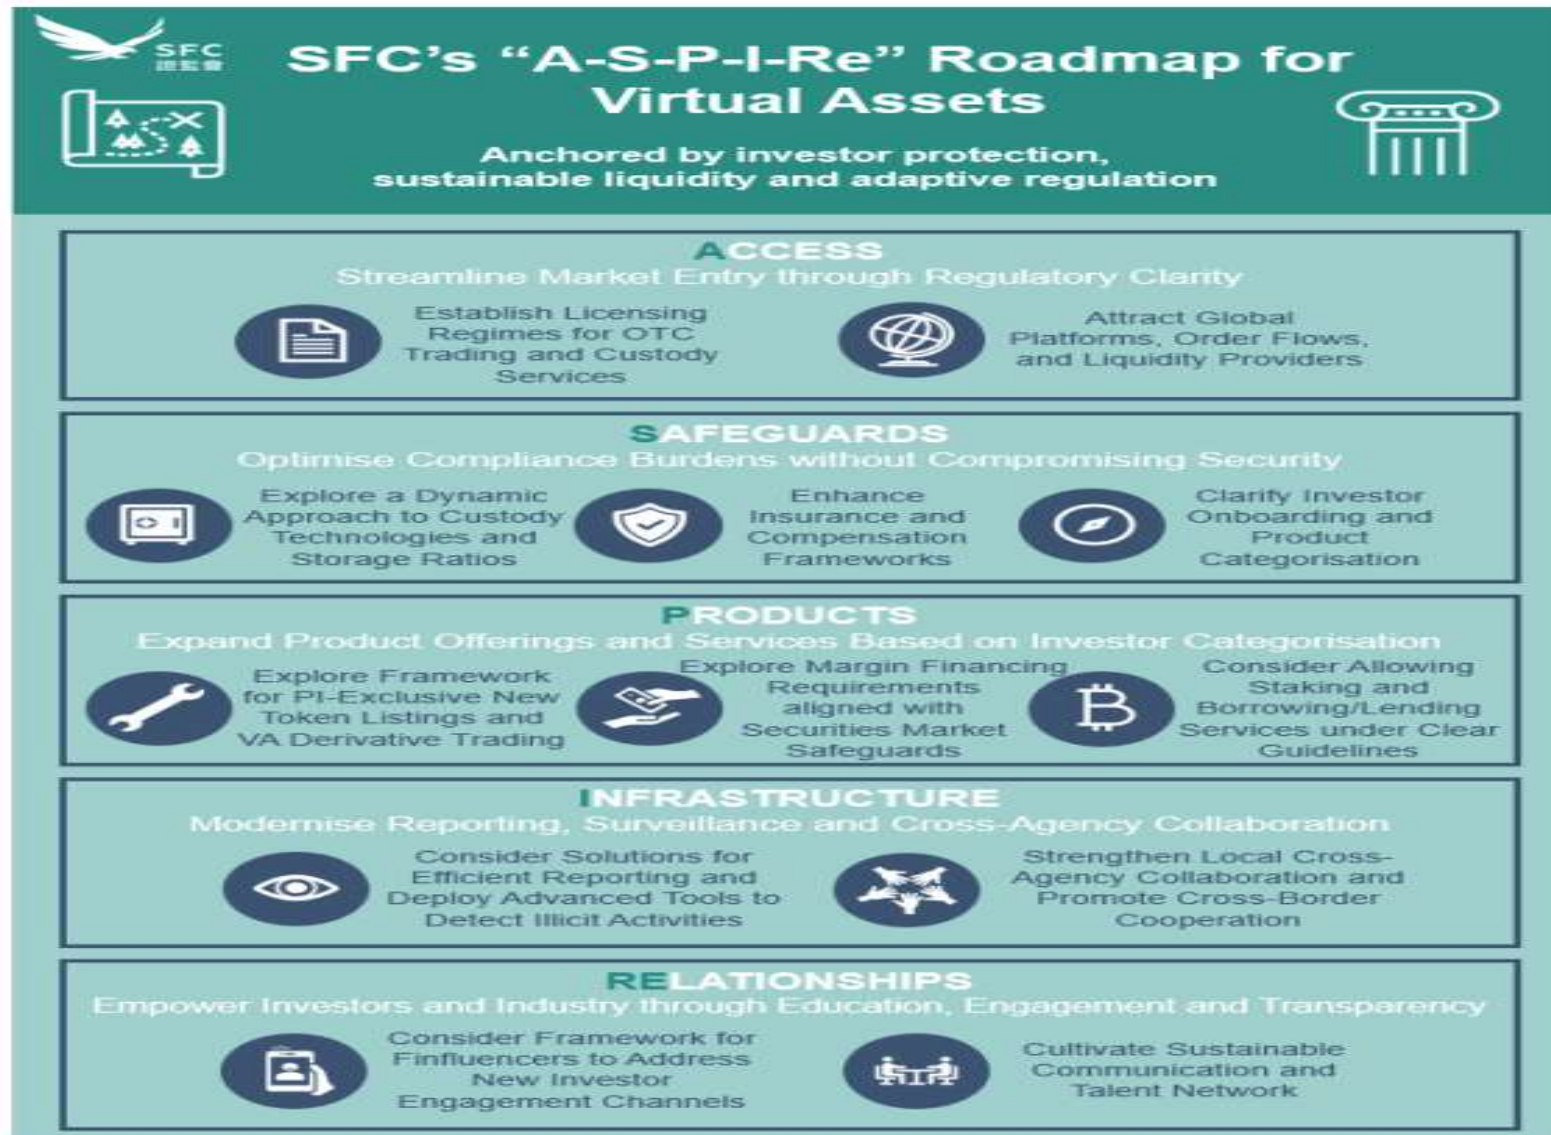 SFC
證監會
SFC's “A-S-P-I-Re” Roadmap for
Virtual Assets
Anchored by investor protection,
sustainable liquidity and adaptive regulation
ACCESS
Streamline Market Entry through Regulatory Clarity
Establish Licensing
Regimes for OTC
Trading and Custody
Services
Attract Global
Platforms, Order Flows,
and Liquidity Providers
SAFEGUARDS
Optimise Compliance Burdens without Compromising Security
Explore a Dynamic
Approach to Custody
Technologies and
Storage Ratios
Enhance
Insurance and
Compensation
Frameworks
Clarify Investor
Onboarding and
Product
Categorisation
PRODUCTS
Expand Product Offerings and Services Based on Investor Categorisation
Explore Framework
for PI-Exclusive New
Token Listings and
VA Derivative Trading
Explore Margin Financing
Requirements
aligned with
Securities Market
Safeguards
Consider Allowing
Staking and
Borrowing/Lending
Services under Clear
Guidelines
INFRASTRUCTURE
Modernise Reporting, Surveillance and Cross-Agency Collaboration
Consider Solutions for
Efficient Reporting and
Deploy Advanced Tools to
Detect Illicit Activities
Strengthen Local Cross-
Agency Collaboration and
Promote Cross-Border
Cooperation
RELATIONSHIPS
Empower Investors and Industry through Education, Engagement and Transparency
Consider Framework for
Finfluencers to Address
New Investor
Engagement Channels
Cultivate Sustainable
Communication and
Talent Network